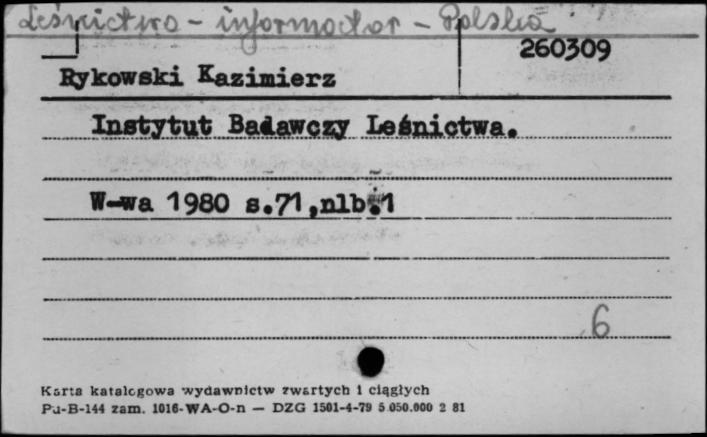 Leśnictwo - informator - Polska
260309
Rykowski Kazimierz
Instytut Badawczy Leśnictwa.
W-wa 1980 s.71,nlb.1
6
Karta katalogowa wydawnictw zwartych i ciągłych
Pu-B-144 zam. 1016-WA-O-n — DZG 1501-4-79 5.050.000 2 81